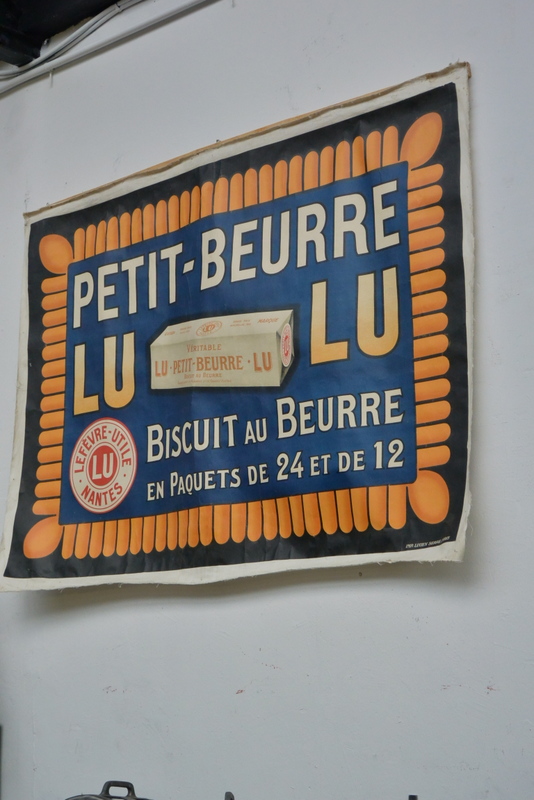 PETIT-BEURRE
LU LU
VÉRITABLE
LU·PETIT-BEURRE·LU
LEFÈVRE-UTILE
LU
NANTES
BISCUIT AU BEURRE
EN PAQUETS DE 24 ET DE 12